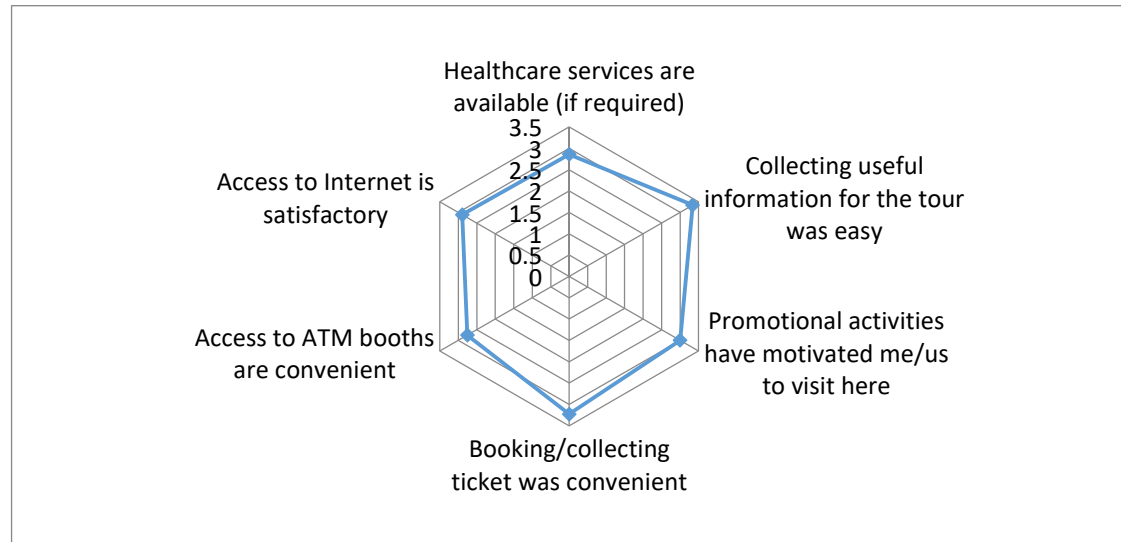 Healthcare services are
available (if required)
3.5
3
2.5
2
1.5
1
0.5
0
Collecting useful
information for the tour
was easy
Promotional activities
have motivated me/us
to visit here
Booking/collecting
ticket was convenient
Access to ATM booths
are convenient
Access to Internet is
satisfactory